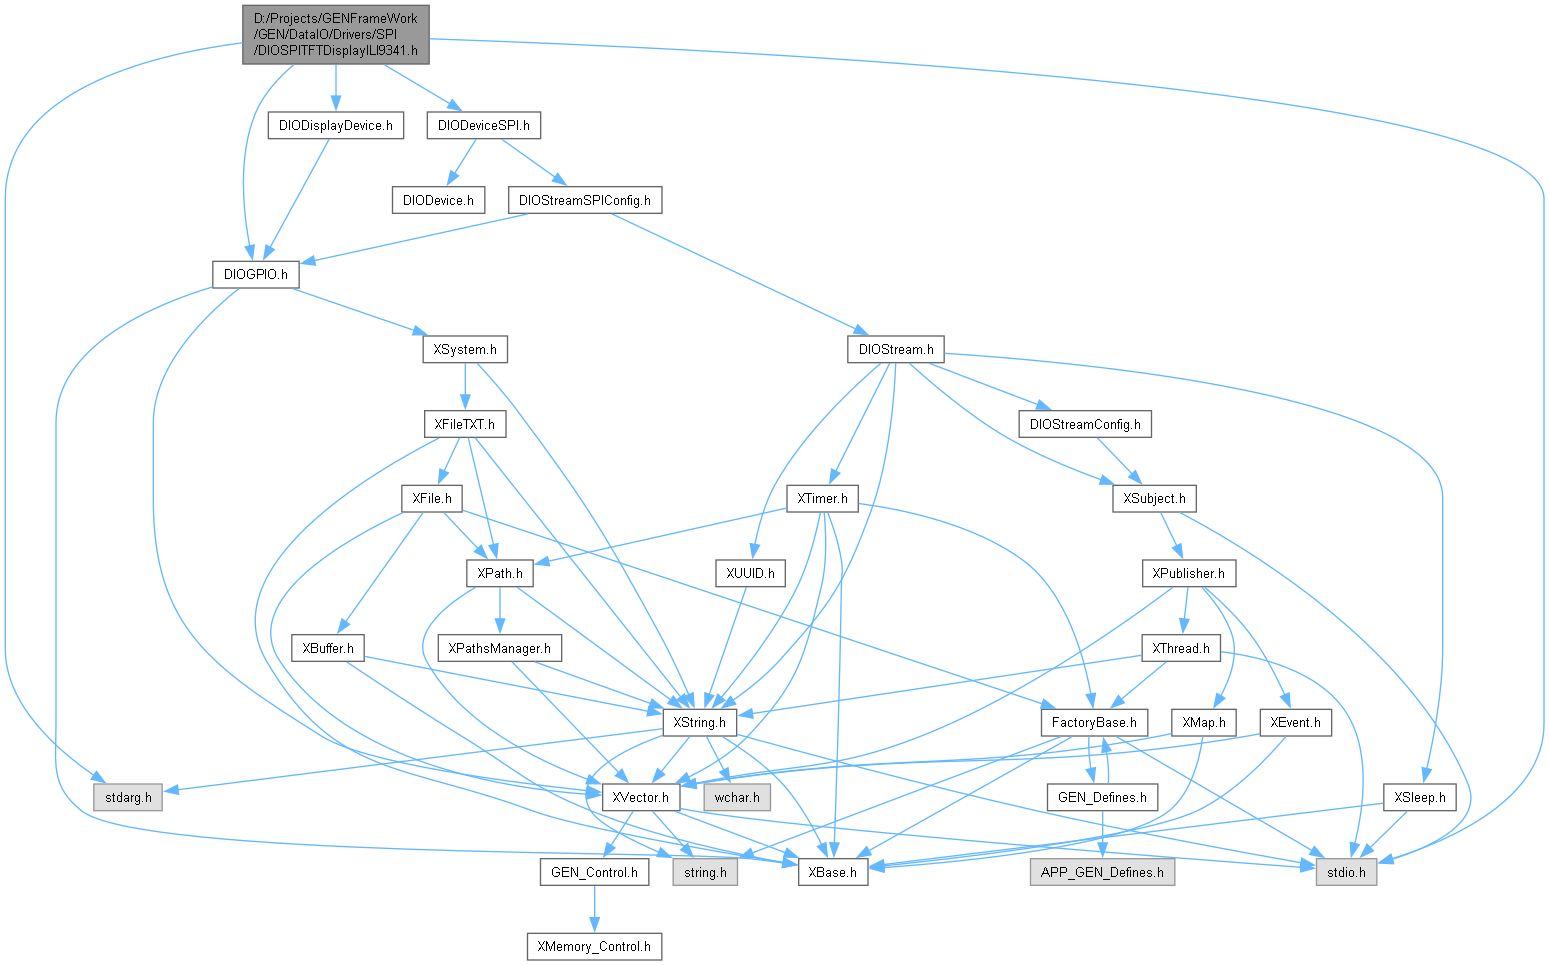 D:/Projects/GENFrameWork
/GEN/DataIO/Drivers/SPI
/DIOSPITFTDisplayILI9341.h
DIODisplayDevice.h
DIODeviceSPI.h
DIODevice.h
DIOStreamSPIConfig.h
DIOGPIO.h
XSystem.h
DIOStream.h
XFileTXT.h
DIOStreamConfig.h
XFile.h
XTimer.h
XSubject.h
XPath.h
XUUID.h
XPublisher.h
XBuffer.h
XPathsManager.h
XThread.h
XString.h
FactoryBase.h
XMap.h
XEvent.h
stdarg.h
XVector.h
wchar.h
GEN_Defines.h
XSleep.h
GEN_Control.h
string.h
XBase.h
APP_GEN_Defines.h
stdio.h
XMemory_Control.h